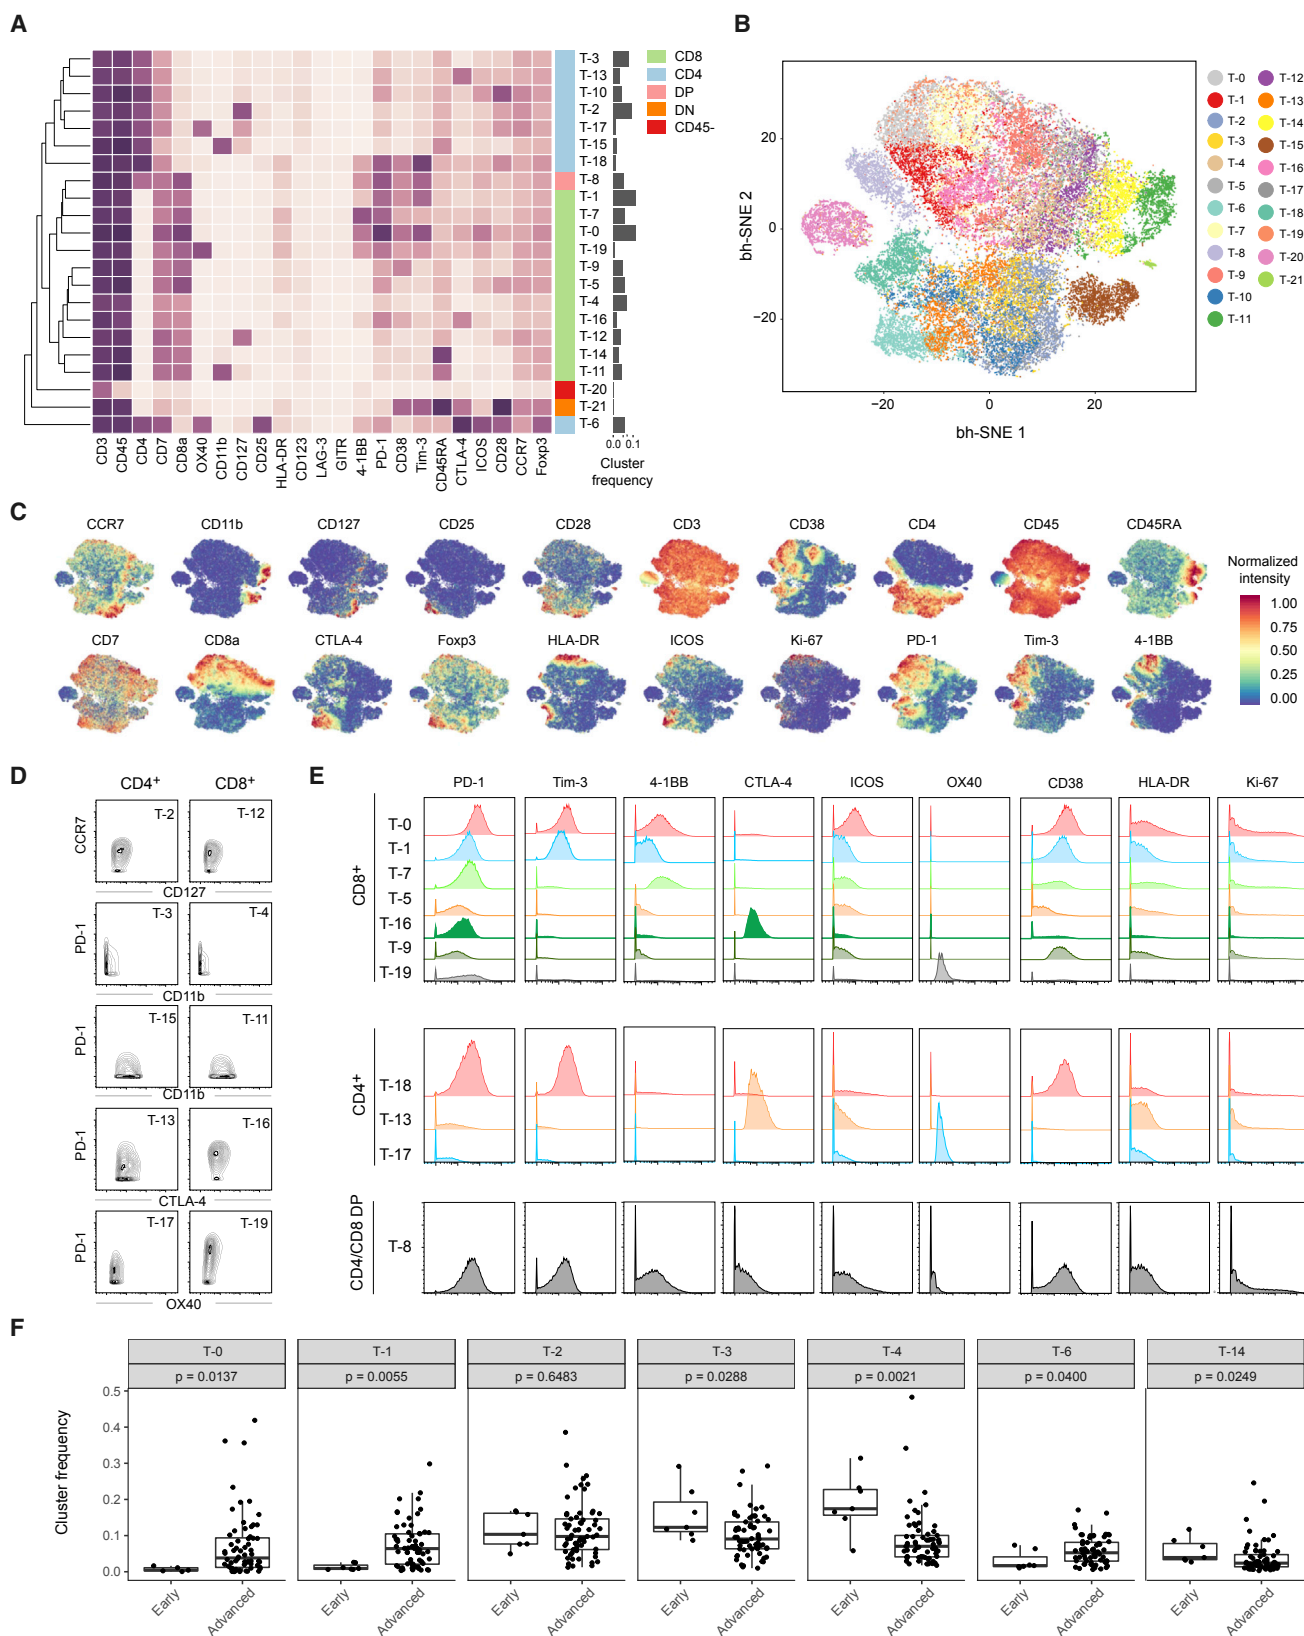 A
T-3
T-13
T-10
T-2
T-17
T-15
T-18
T-8
T-1
T-7
T-0
T-19
T-9
T-5
T-4
T-16
T-12
T-14
T-11
T-20
T-21
T-6
CD8
CD4
DP
DN
CD45-
CD3
CD45
CD4
CD7
CD8a
OX40
CD11b
CD127
CD25
HLA-DR
CD123
LAG-3
GITR
4-1BB
PD-1
CD38
Tim-3
CD45RA
CTLA-4
ICOS
CD28
CCR7
Foxp3
0.0 0.1
Cluster
frequency
B
bh-SNE 2
20
0
−20
−20 0 20
bh-SNE 1
T-0
T-1
T-2
T-3
T-4
T-5
T-6
T-7
T-8
T-9
T-10
T-11
T-12
T-13
T-14
T-15
T-16
T-17
T-18
T-19
T-20
T-21
C
CCR7 CD11b CD127 CD25 CD28 CD3 CD38 CD4 CD45 CD45RA
CD7 CD8a CTLA-4 Foxp3 HLA-DR ICOS Ki-67 PD-1 Tim-3 4-1BB
Normalized
intensity
1.00
0.75
0.50
0.25
0.00
D
CD4+ CD8+
CCR7 T-2 T-12
CD127
PD-1 T-3 T-4
CD11b
PD-1 T-15 T-11
CD11b
PD-1 T-13 T-16
CTLA-4
PD-1 T-17 T-19
OX40
E
PD-1 Tim-3 4-1BB CTLA-4 ICOS OX40 CD38 HLA-DR Ki-67
CD8+
T-0
T-1
T-7
T-5
T-16
T-9
T-19
CD4+
T-18
T-13
T-17
CD4/CD8 DP
T-8
F
T-0 T-1 T-2 T-3 T-4 T-6 T-14
p = 0.0137 p = 0.0055 p = 0.6483 p = 0.0288 p = 0.0021 p = 0.0400 p = 0.0249
Cluster frequency
0.5
0.4
0.3
0.2
0.1
0.0
Early Advanced Early Advanced Early Advanced Early Advanced Early Advanced Early Advanced Early Advanced